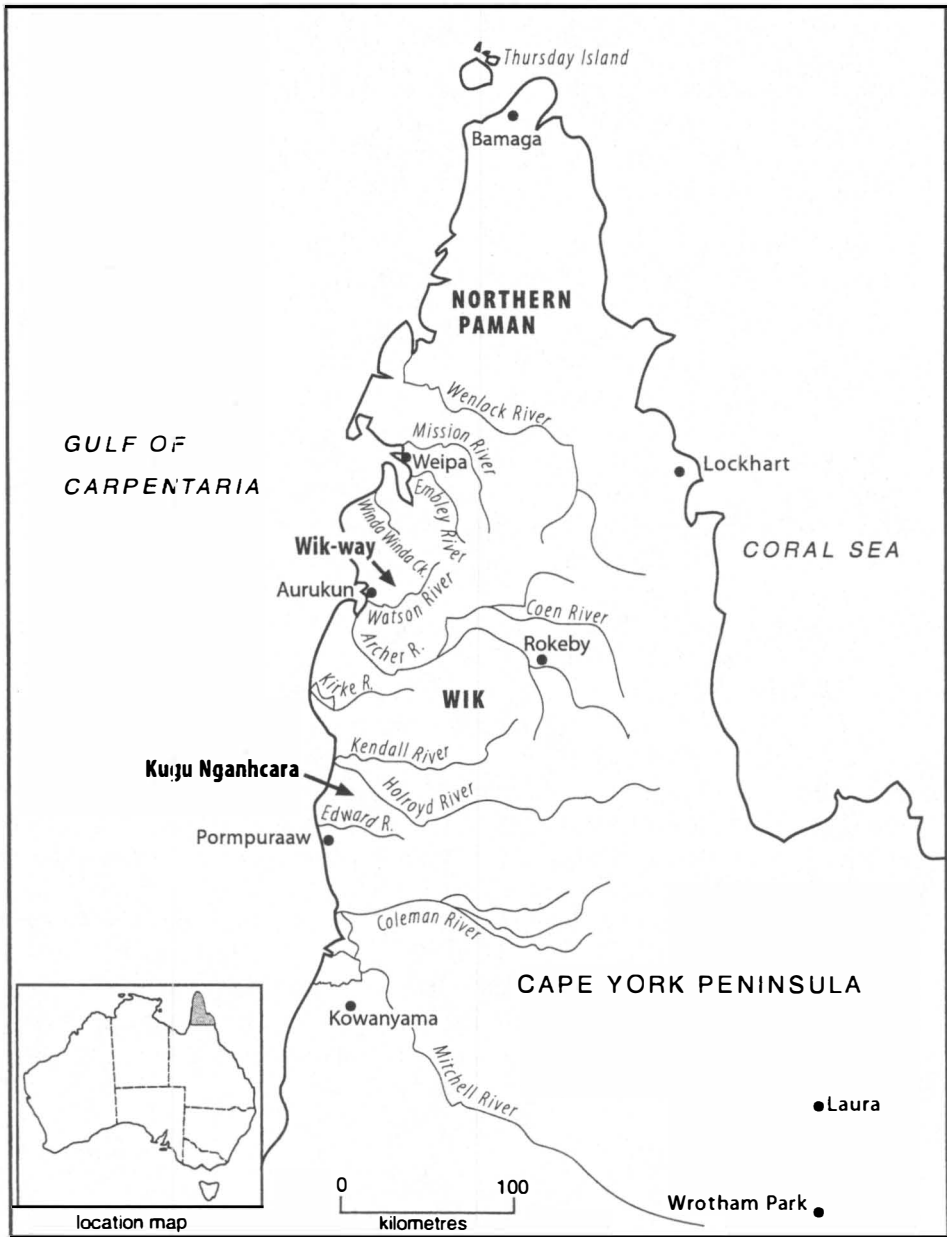 Thursday Island
Bamaga
NORTHERN
PAMAN
Wenlock River
Mission River
Weipa
GULF OF
CARPENTARIA
Lockhart
Embley River
Winda Winda Ck.
Wik-way
CORAL SEA
Aurukun
Watson River
Coen River
Archer R.
Rokeby
Kirke R.
WIK
Kendall River
Kugu Nganhcara
Holroyd River
Edward R.
Pormpuraaw
Coleman River
CAPE YORK PENINSULA
Kowanyama
Mitchell River
Laura
0
100
kilometres
Wrotham Park
location map